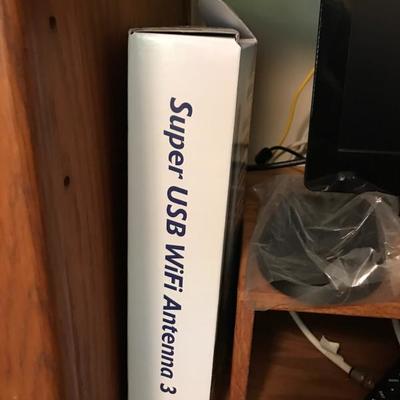 Super USB WiFi Antenna 3